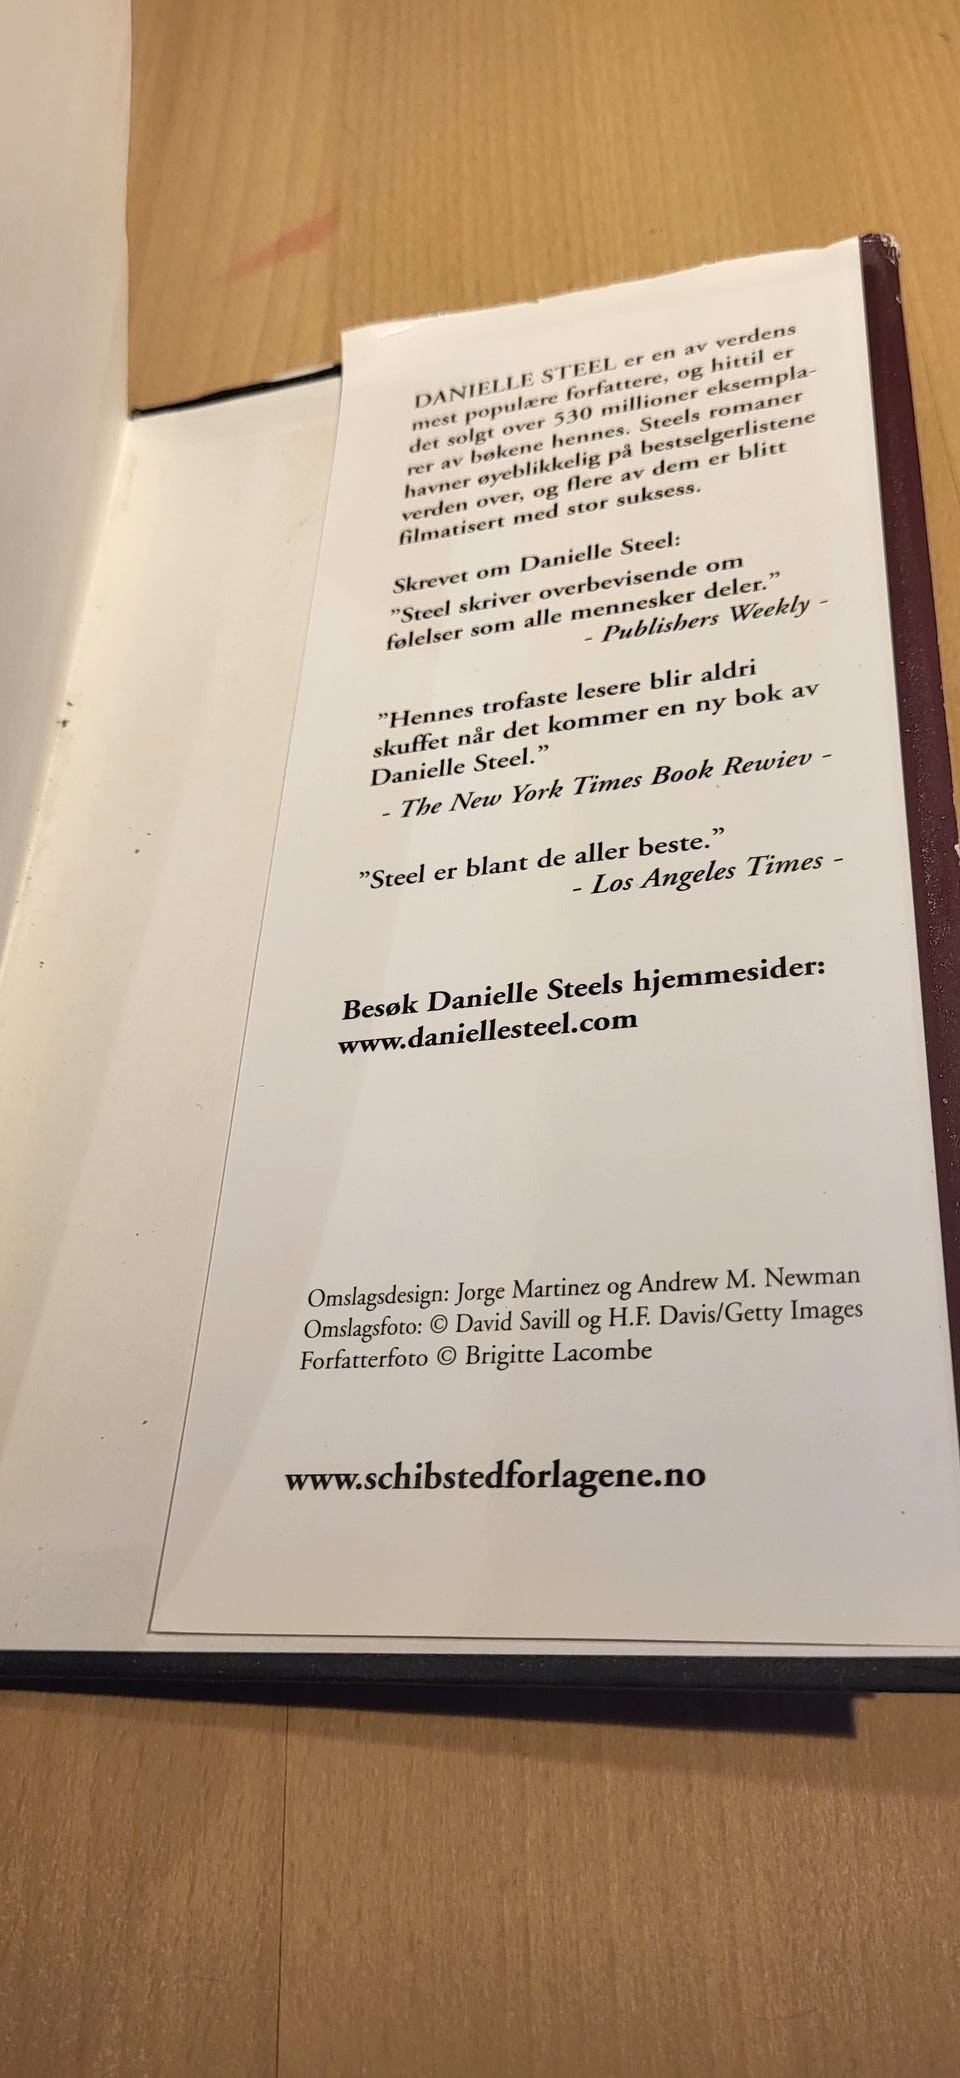 DANIELLE STEEL er en av verdens
mest populære forfattere, og hittil er
det solgt over 530 millioner eksempla-
rer av bøkene hennes. Steels romaner
havner øyeblikkelig på bestselgerlistene
verden over, og flere av dem er blitt
filmatisert med stor suksess.
Skrevet om Danielle Steel:
”Steel skriver overbevisende om
følelser som alle mennesker deler.”
- Publishers Weekly -
”Hennes trofaste lesere blir aldri
skuffet når det kommer en ny bok av
Danielle Steel.”
- The New York Times Book Rewiev -
”Steel er blant de aller beste.”
- Los Angeles Times -
Besøk Danielle Steels hjemmesider:
www.daniellesteel.com
Omslagsdesign: Jorge Martinez og Andrew M. Newman
Omslagsfoto: © David Savill og H.F. Davis/Getty Images
Forfatterfoto © Brigitte Lacombe
www.schibstedforlagene.no